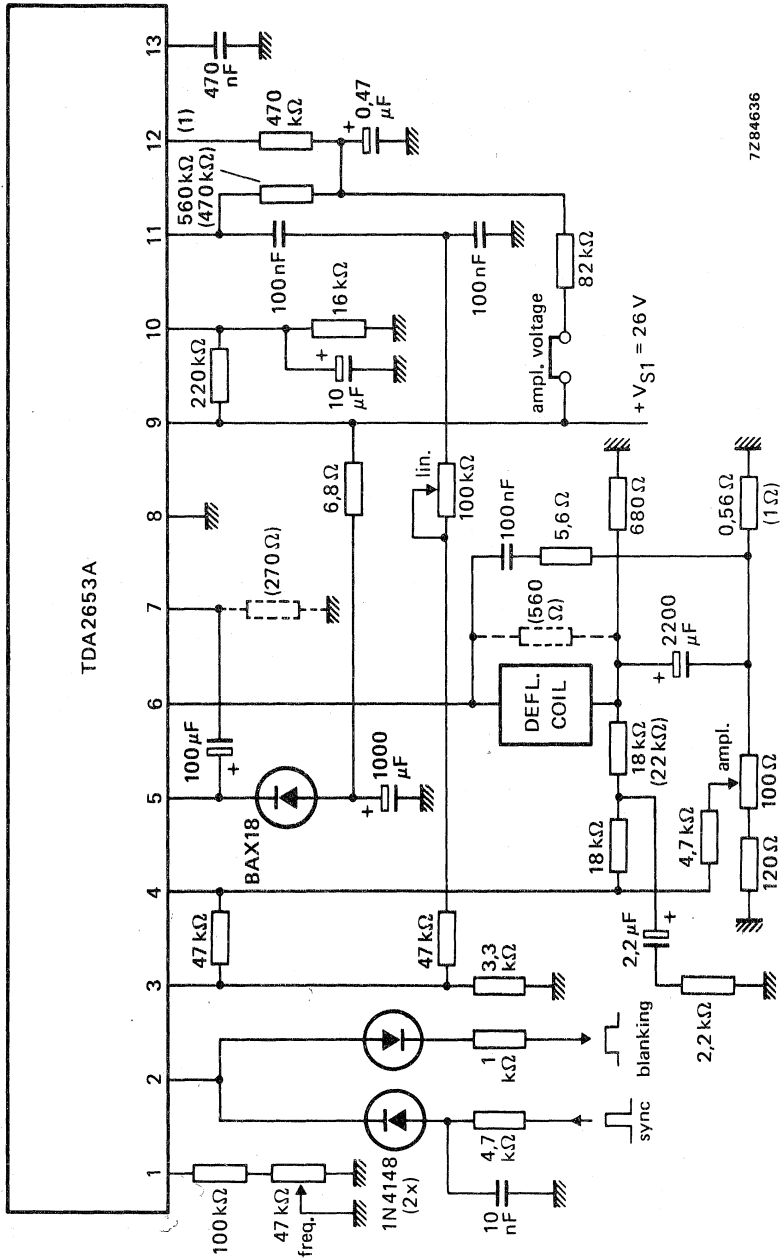 TDA2653A
1
2
3
4
5
6
7
8
9
10
11
12
13
(1)
100 kΩ
47 kΩ
freq.
1N4148
(2x)
10
nF
4,7
kΩ
sync
1
kΩ
blanking
47 kΩ
47 kΩ
3,3
kΩ
2,2 µF
+
2,2 kΩ
BAX18
100 µF
+
+
1000
µF
18 kΩ
18 kΩ
(22 kΩ)
4,7 kΩ
ampl.
120 Ω
100 Ω
DEFL.
COIL
(560
Ω)
(270 Ω)
+
2200
µF
100 nF
5,6 Ω
680 Ω
0,56 Ω
(1 Ω)
6,8 Ω
lin.
100 kΩ
220 kΩ
+
10
µF
16 kΩ
100 nF
100 nF
560 kΩ
(470 kΩ)
470
kΩ
+
0,47
µF
470
nF
ampl. voltage
82 kΩ
+ VS1 = 26 V
7Z84636